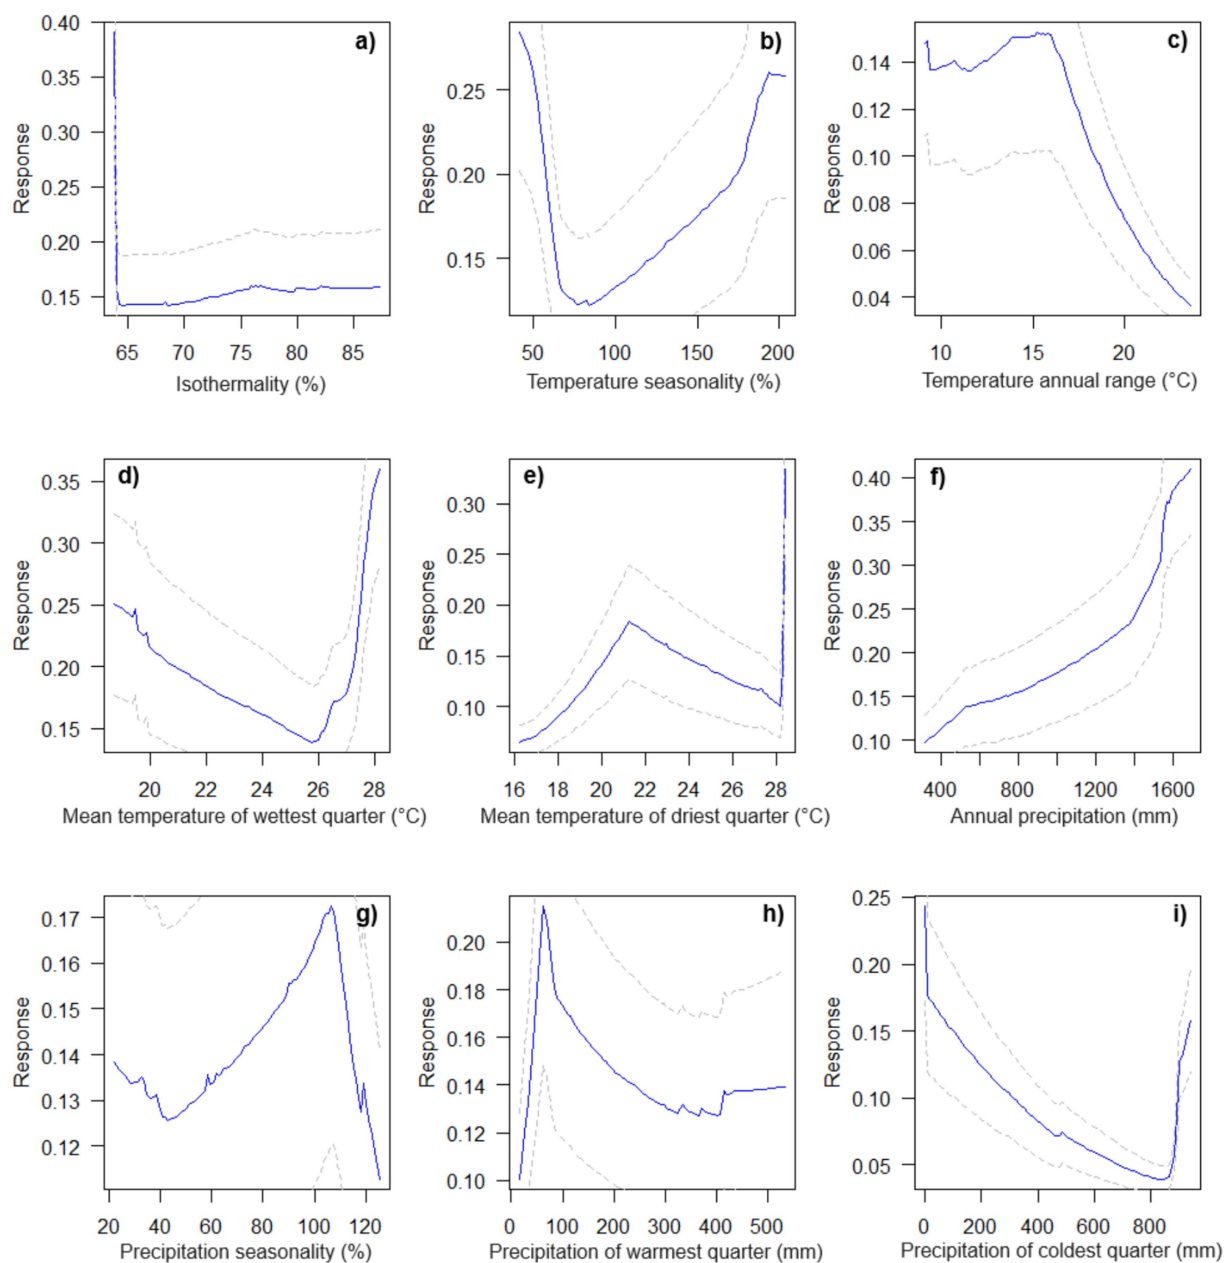 a)
0.40
0.35
0.30
0.25
0.20
0.15
Response
65 70 75 80 85
Isothermality (%)
b)
0.25
0.20
0.15
Response
50 100 150 200
Temperature seasonality (%)
c)
0.14
0.12
0.10
0.08
0.06
0.04
Response
10 15 20
Temperature annual range (°C)
d)
0.35
0.30
0.25
0.20
0.15
Response
20 22 24 26 28
Mean temperature of wettest quarter (°C)
e)
0.30
0.25
0.20
0.15
0.10
Response
16 18 20 22 24 26 28
Mean temperature of driest quarter (°C)
f)
0.40
0.35
0.30
0.25
0.20
0.15
0.10
Response
400 800 1200 1600
Annual precipitation (mm)
g)
0.17
0.16
0.15
0.14
0.13
0.12
Response
20 40 60 80 100 120
Precipitation seasonality (%)
h)
0.20
0.18
0.16
0.14
0.12
0.10
Response
0 100 200 300 400 500
Precipitation of warmest quarter (mm)
i)
0.25
0.20
0.15
0.10
0.05
Response
0 200 400 600 800
Precipitation of coldest quarter (mm)